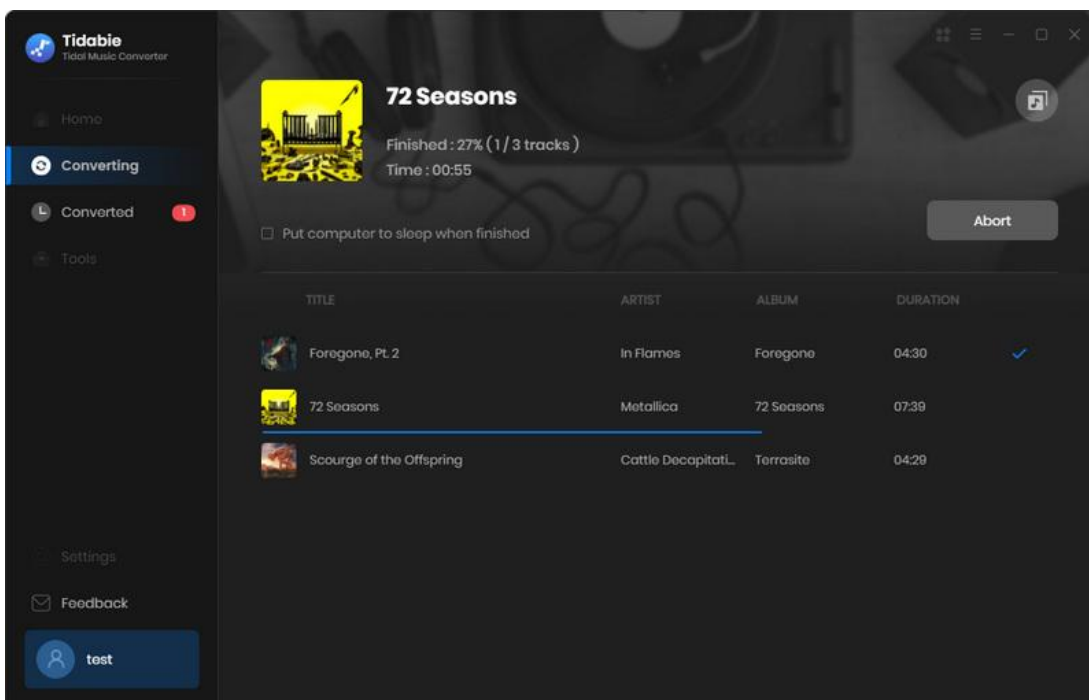 Tidabie
Tidal Music Converter
Home
Converting
Converted 1
Tools
Settings
Feedback
test
72 Seasons
Finished : 27% ( 1 / 3 tracks )
Time : 00:55
Put computer to sleep when finished
Abort
TITLE ARTIST ALBUM DURATION
Foregone, Pt. 2 In Flames Foregone 04:30
72 Seasons Metallica 72 Seasons 07:39
Scourge of the Offspring Cattle Decapitati... Terrasite 04:29